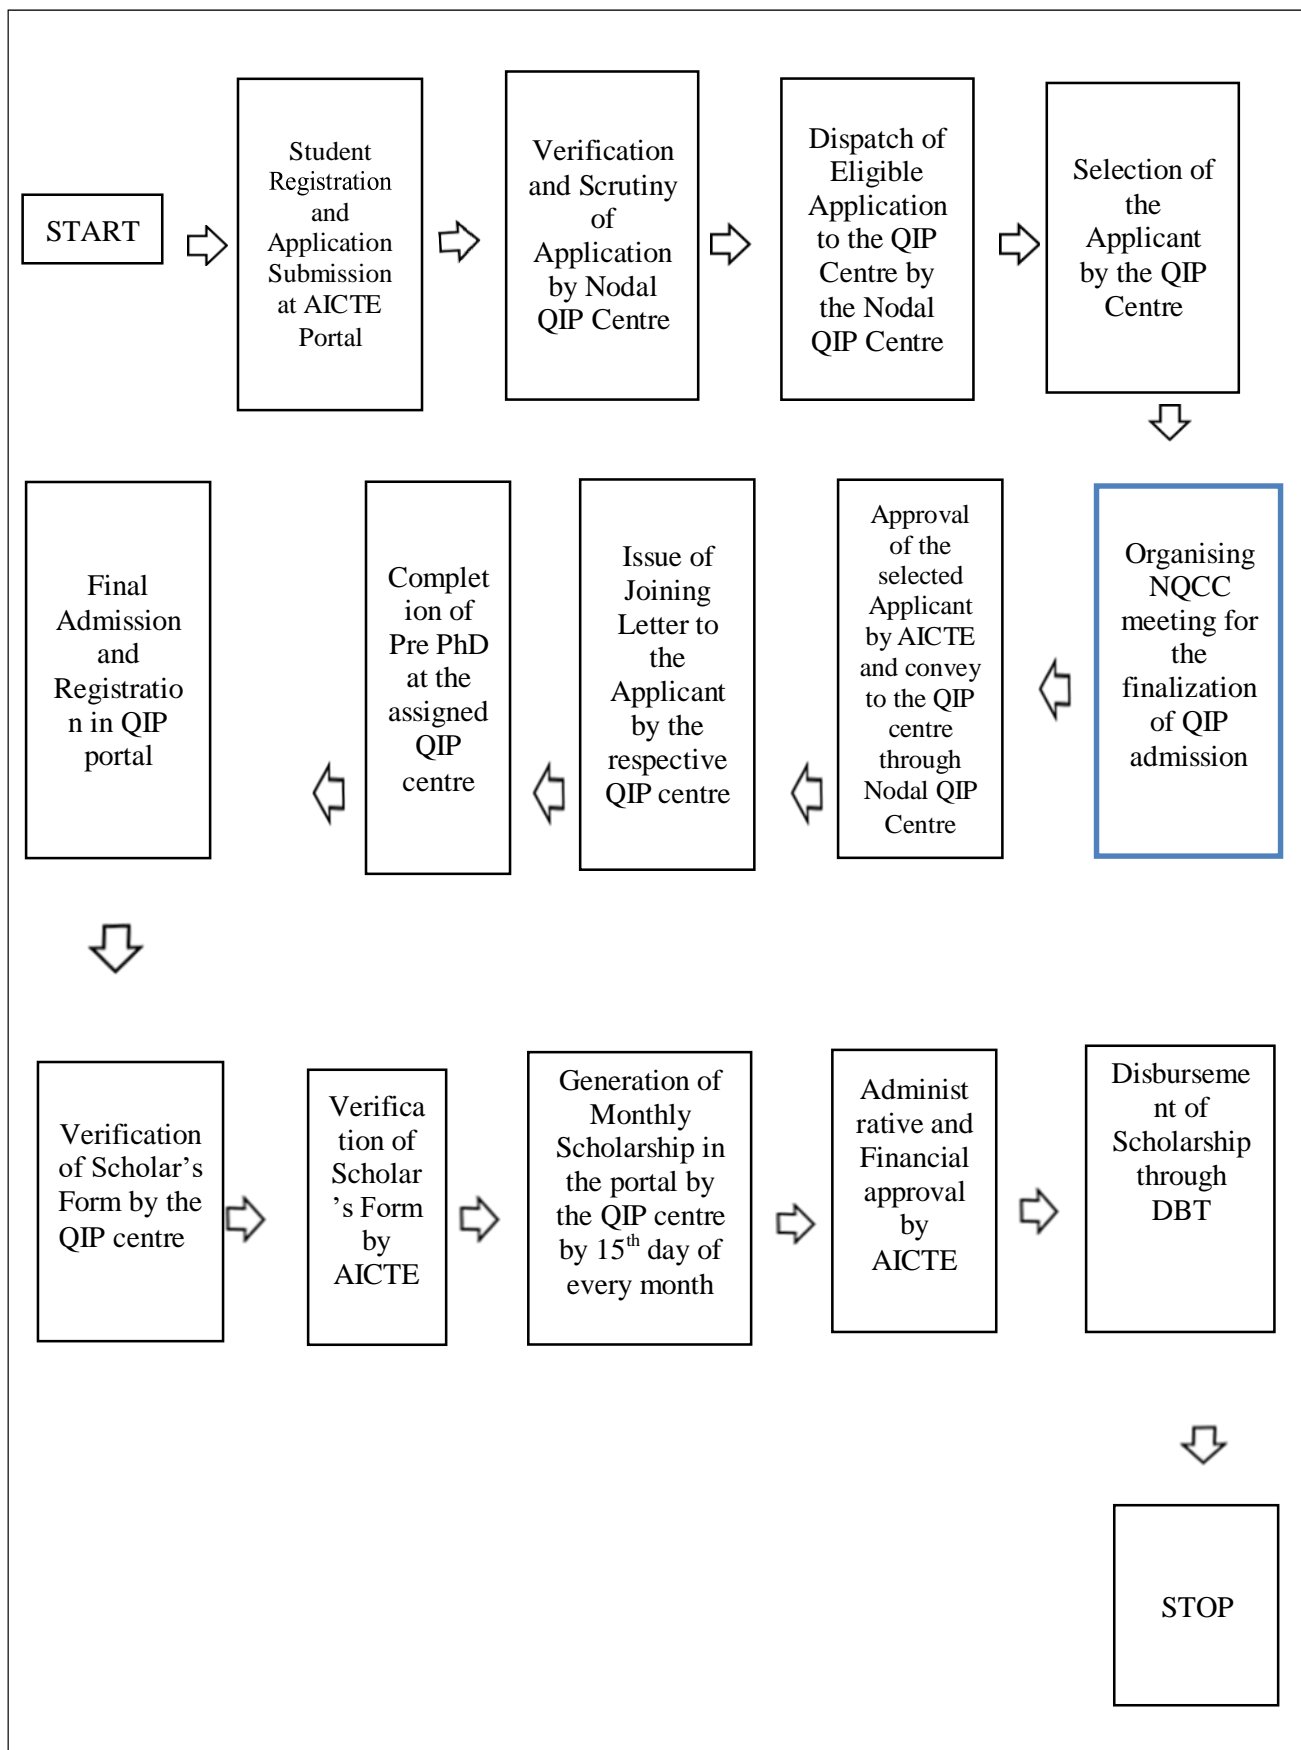 START
Student
Registration
and
Application
Submission
at AICTE
Portal
Verification
and Scrutiny
of
Application
by Nodal
QIP Centre
Dispatch of
Eligible
Application
to the QIP
Centre by
the Nodal
QIP Centre
Selection of
the
Applicant
by the QIP
Centre
Organising
NQCC
meeting for
the
finalization
of QIP
admission
Approval
of the
selected
Applicant
by AICTE
and convey
to the QIP
centre
through
Nodal QIP
Centre
Issue of
Joining
Letter to
the
Applicant
by the
respective
QIP centre
Complet
ion of
Pre PhD
at the
assigned
QIP
centre
Final
Admission
and
Registratio
n in QIP
portal
Verification
of Scholar’s
Form by the
QIP centre
Verifica
tion of
Scholar
’s Form
by
AICTE
Generation of
Monthly
Scholarship in
the portal by
the QIP centre
by 15th day of
every month
Administ
rative and
Financial
approval
by
AICTE
Disburseme
nt of
Scholarship
through
DBT
STOP